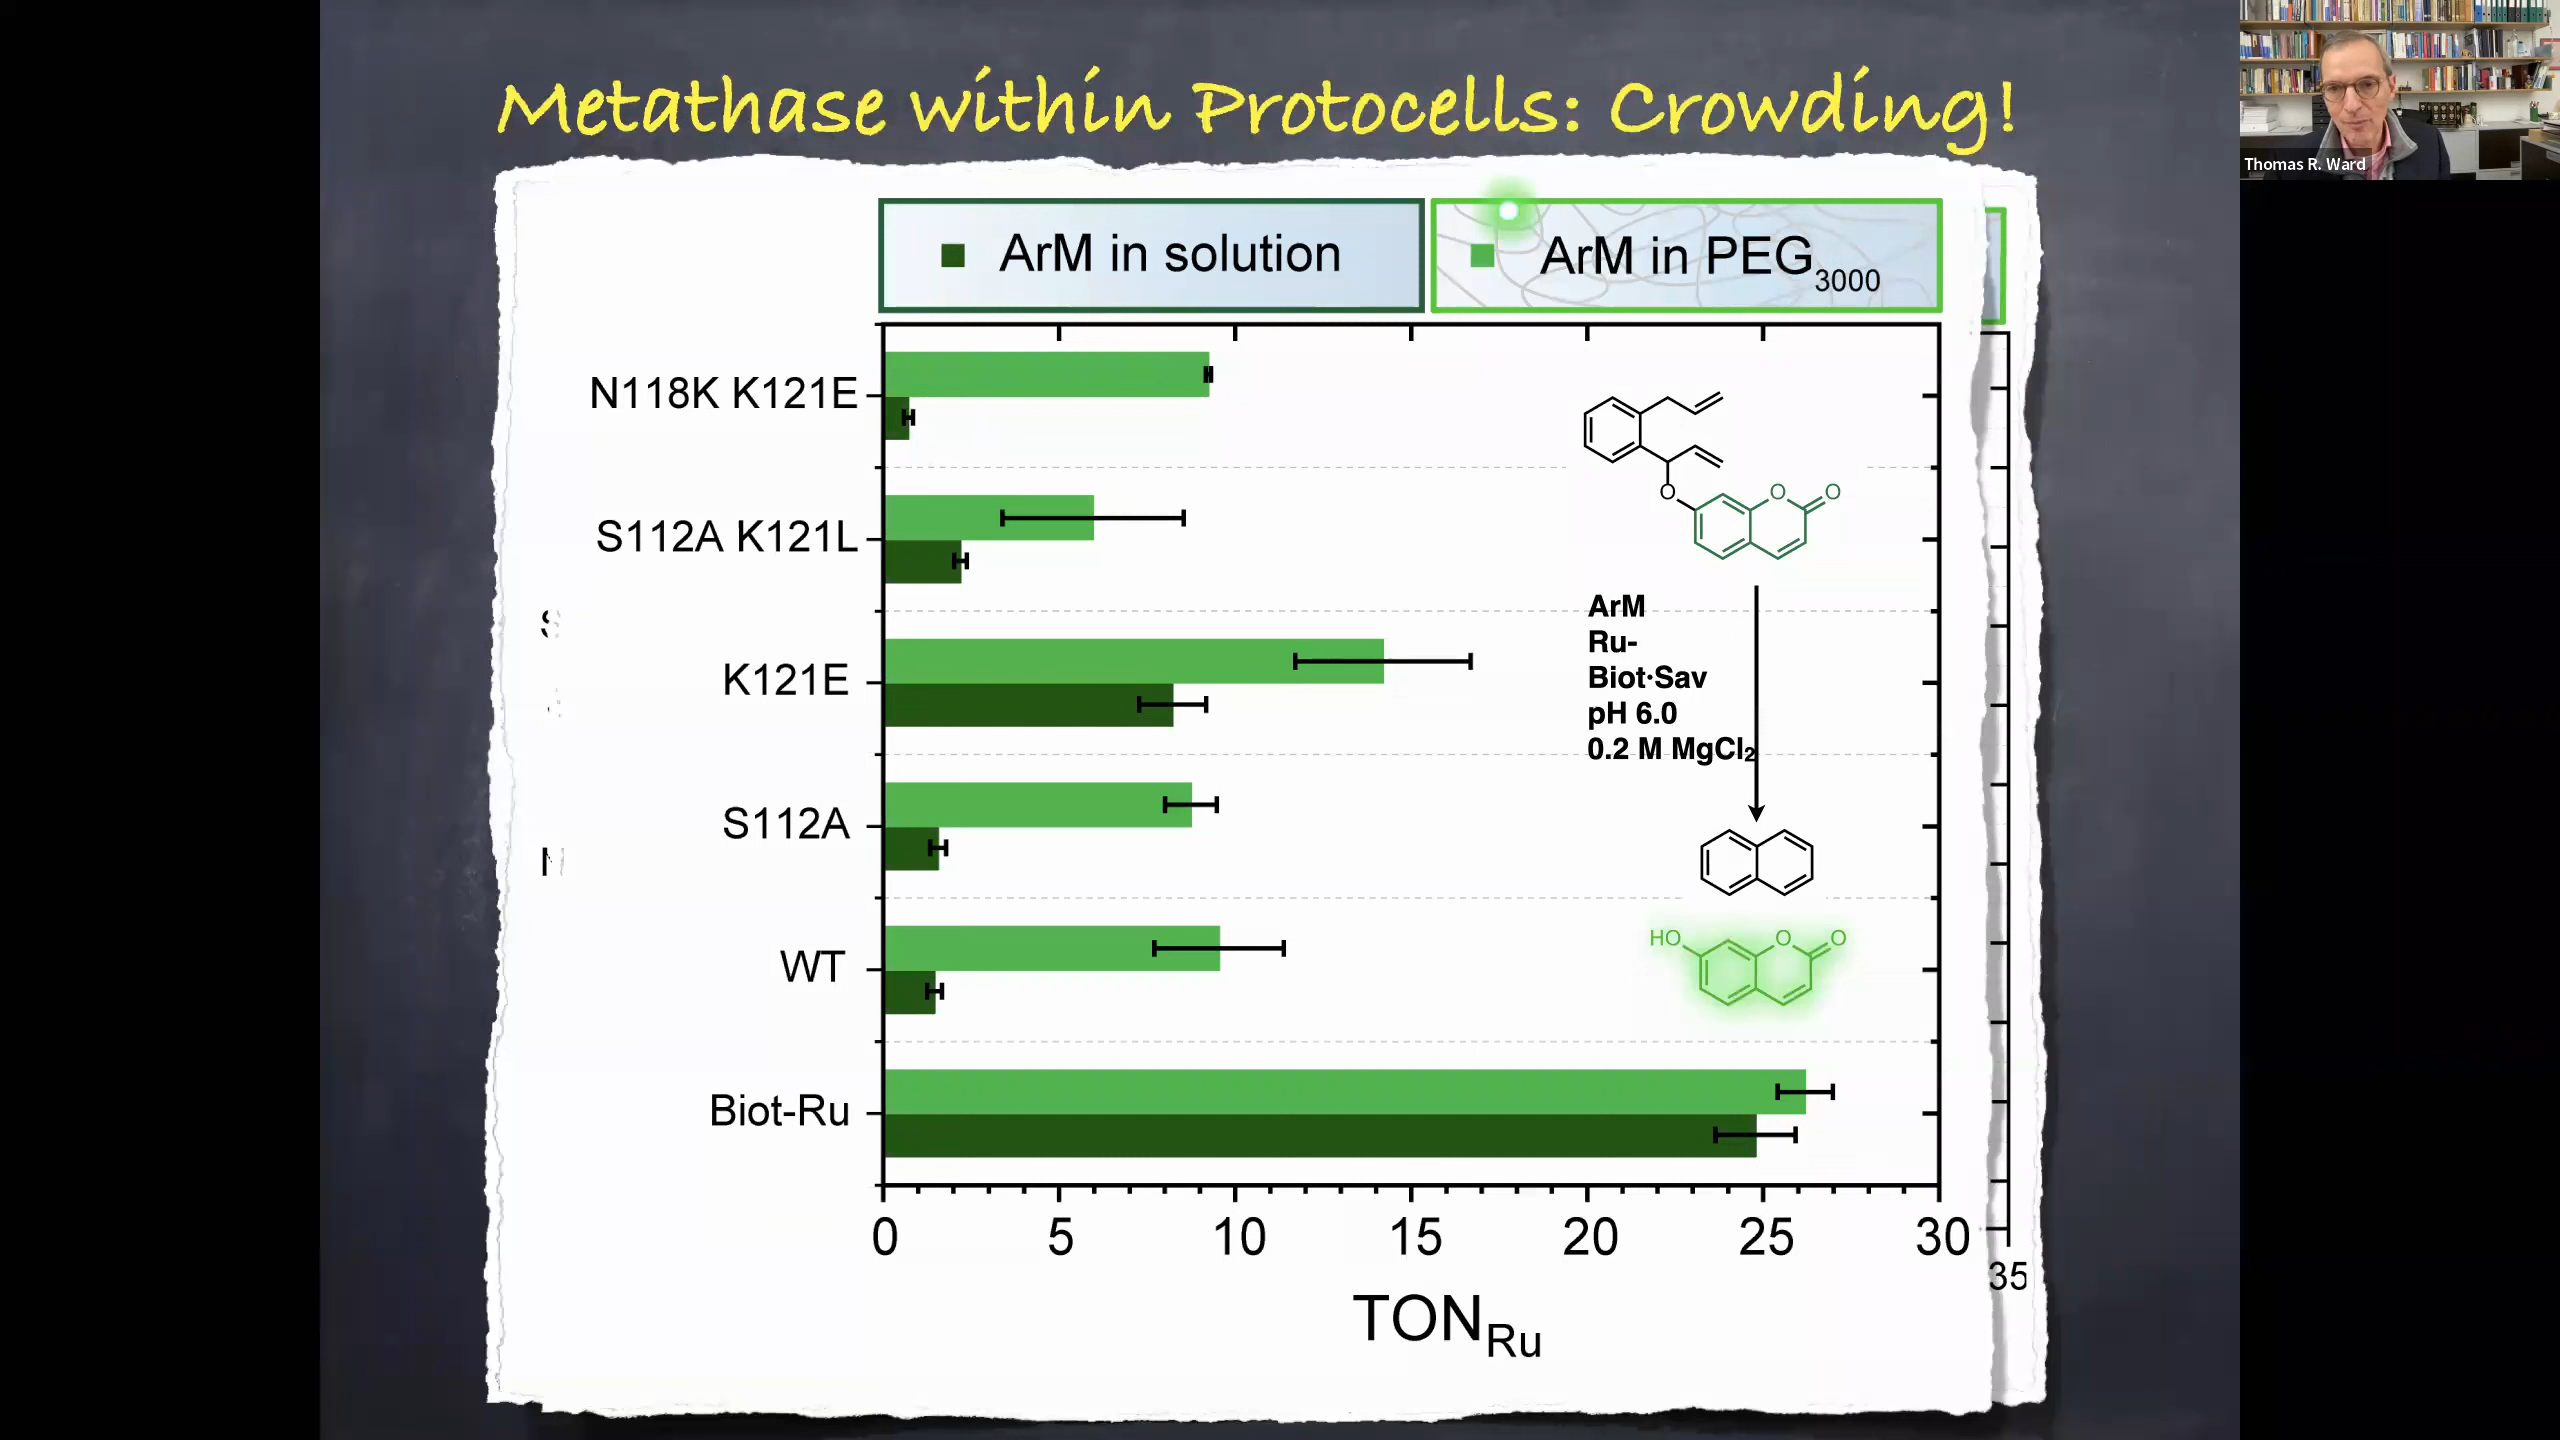 Metathase within Protocells: Crowding!
Thomas R. Ward
ArM in solution
ArM in PEG3000
N118K K121E
S112A K121L
K121E
S112A
WT
Biot-Ru
O
O
O
ArM
Ru-
Biot·Sav
pH 6.0
0.2 M MgCl₂
HO
O
O
0 5 10 15 20 25 30
35
TONRu